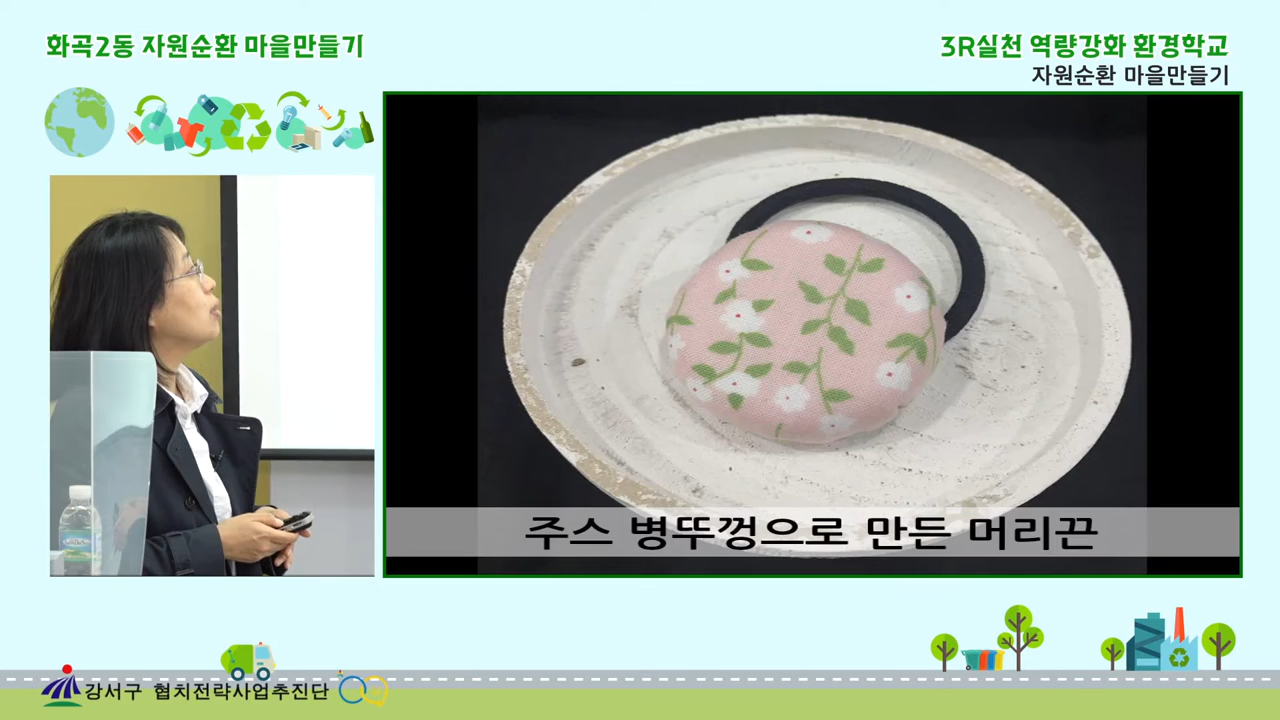 화곡2동 자원순환 마을만들기
3R실천 역량강화 환경학교
자원순환 마을만들기
주스 병뚜껑으로 만든 머리끈
강서구 협치전략사업추진단